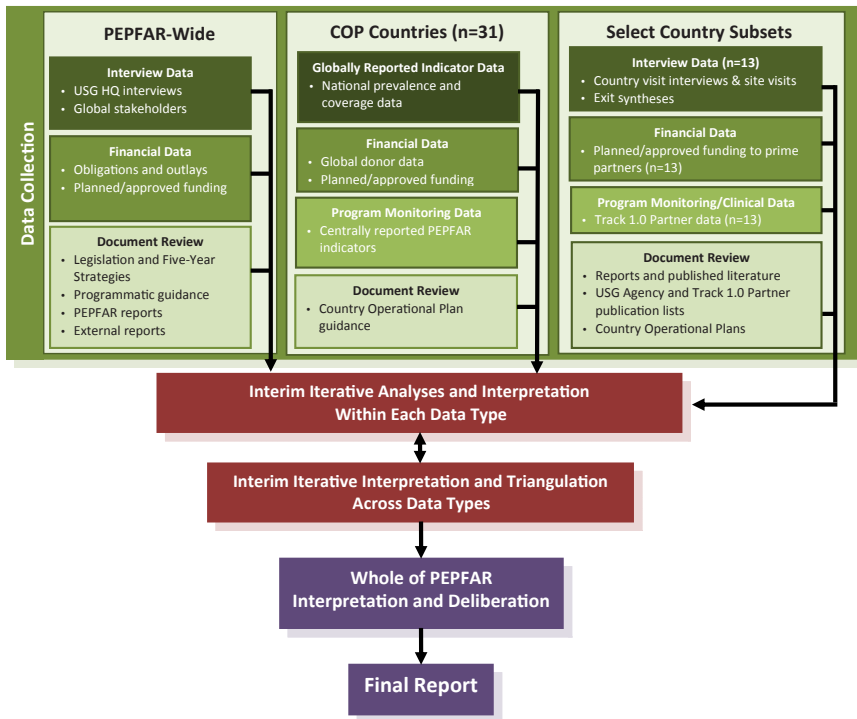 Data Collection
PEPFAR-Wide
Interview Data
• USG HQ interviews
• Global stakeholders
Financial Data
• Obligations and outlays
• Planned/approved funding
Document Review
• Legislation and Five-Year
Strategies
• Programmatic guidance
• PEPFAR reports
• External reports
COP Countries (n=31)
Globally Reported Indicator Data
• National prevalence and
coverage data
Financial Data
• Global donor data
• Planned/approved funding
Program Monitoring Data
• Centrally reported PEPFAR
indicators
Document Review
• Country Operational Plan
guidance
Select Country Subsets
Interview Data (n=13)
• Country visit interviews & site visits
• Exit syntheses
Financial Data
• Planned/approved funding to prime
partners (n=13)
Program Monitoring/Clinical Data
• Track 1.0 Partner data (n=13)
Document Review
• Reports and published literature
• USG Agency and Track 1.0 Partner
publication lists
• Country Operational Plans
Interim Iterative Analyses and Interpretation
Within Each Data Type
Interim Iterative Interpretation and Triangulation
Across Data Types
Whole of PEPFAR
Interpretation and Deliberation
Final Report